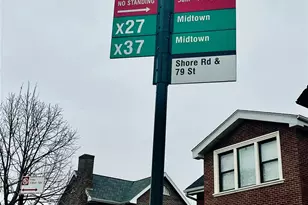 NO STANDING
X27 Midtown
X37 Midtown
Shore Rd &
79 St